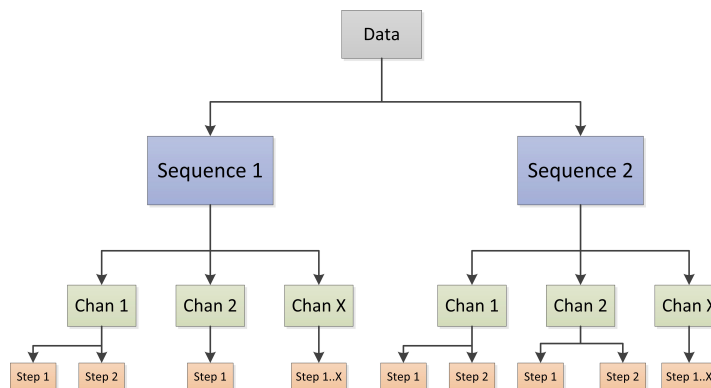 Data
Sequence 1
Sequence 2
Chan 1
Chan 2
Chan X
Chan 1
Chan 2
Chan X
Step 1
Step 2
Step 1
Step 1..X
Step 1
Step 2
Step 1
Step 2
Step 1..X